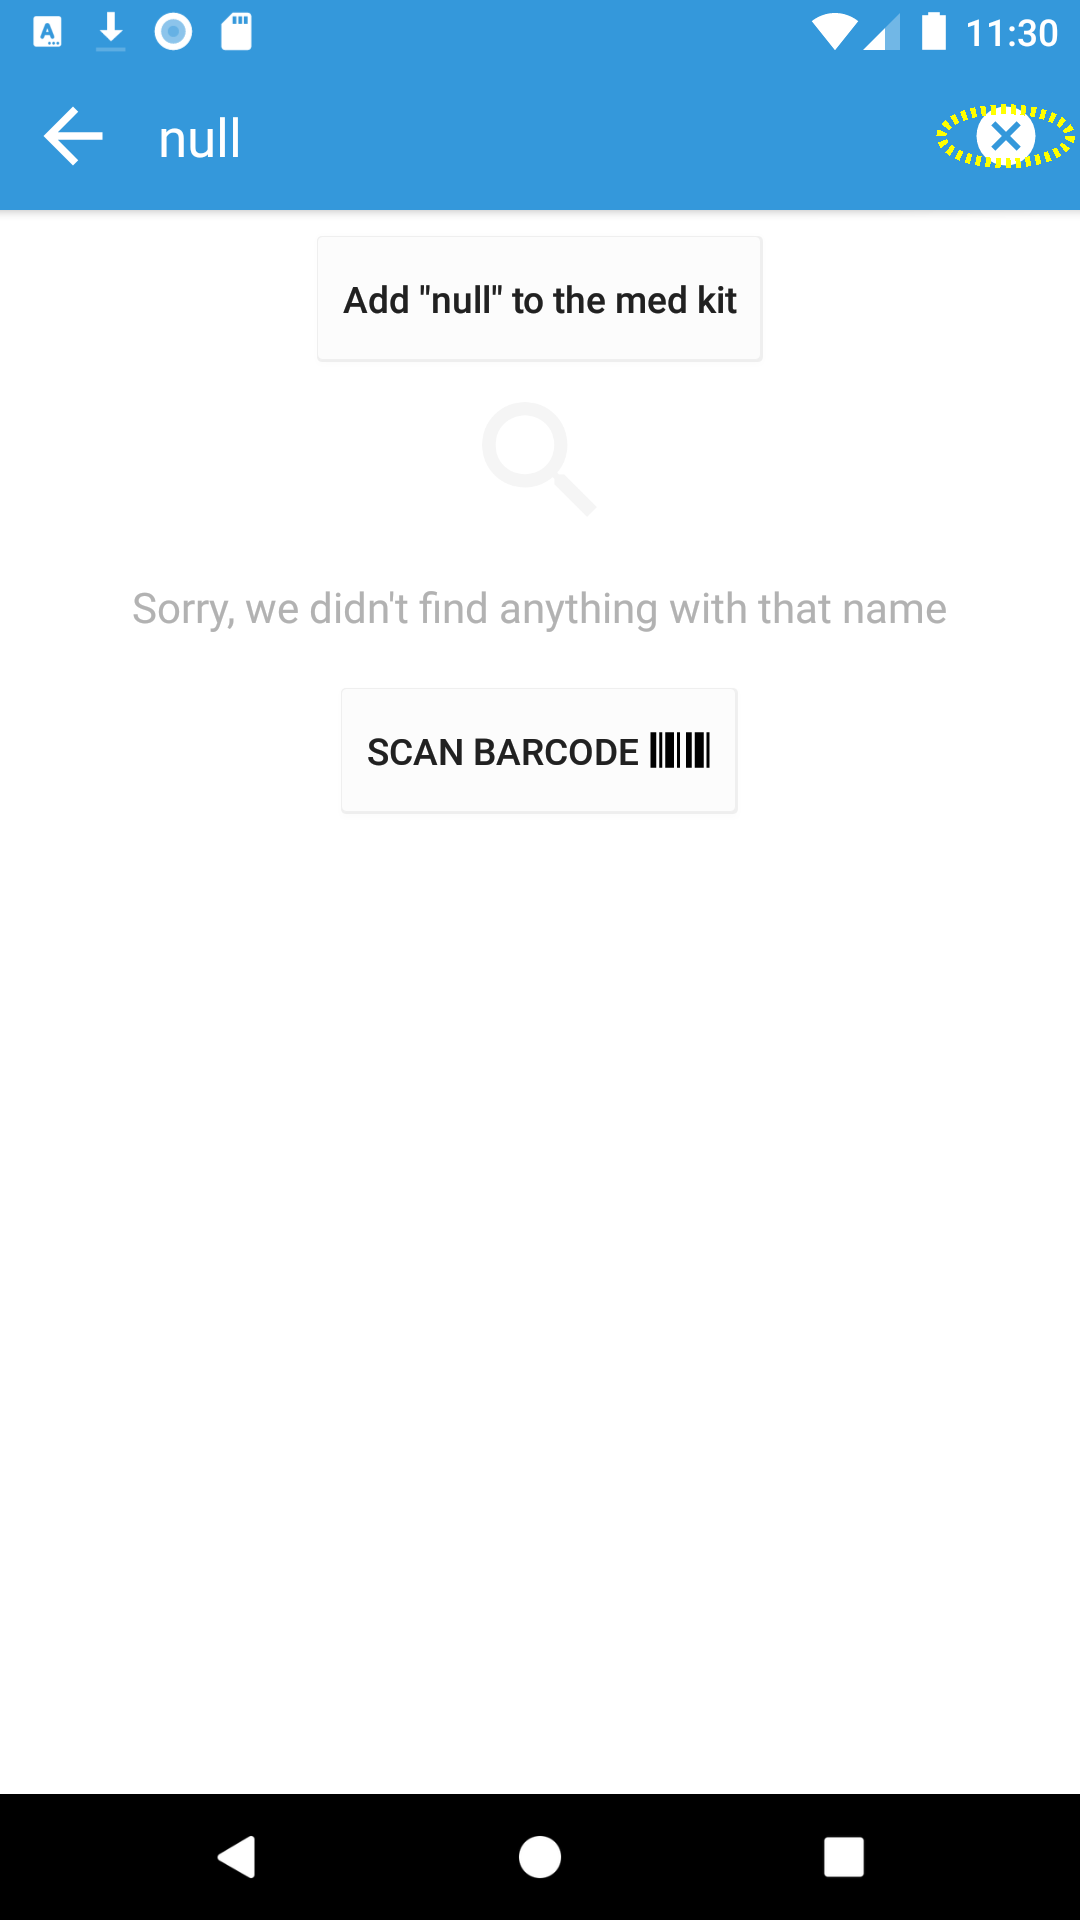 11:30
null
Add "null" to the med kit
Sorry, we didn't find anything with that name
SCAN BARCODE